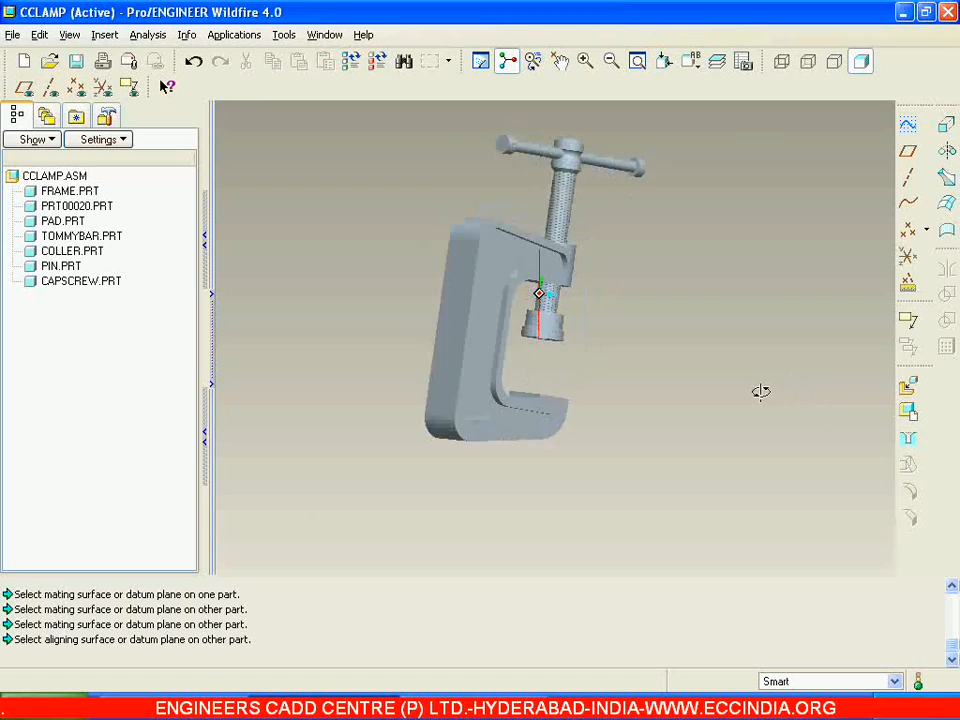 CCLAMP (Active) - Pro/ENGINEER Wildfire 4.0
File Edit View Insert Analysis Info Applications Tools Window Help
Show Settings
CCLAMP.ASM
FRAME.PRT
PRT00020.PRT
PAD.PRT
TOMMYBAR.PRT
COLLER.PRT
PIN.PRT
CAPSCREW.PRT
Select mating surface or datum plane on one part.
Select mating surface or datum plane on other part.
Select mating surface or datum plane on other part.
Select aligning surface or datum plane on other part.
Smart
. ENGINEERS CADD CENTRE (P) LTD.-HYDERABAD-INDIA-WWW.ECCINDIA.ORG